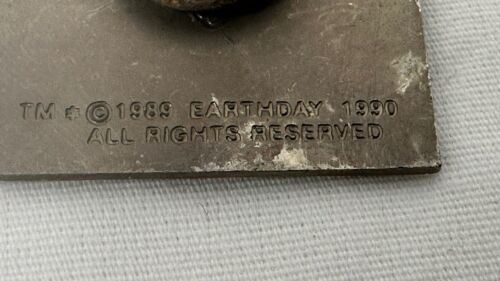 TM * © 1989 EARTHDAY 1990
ALL RIGHTS RESERVED